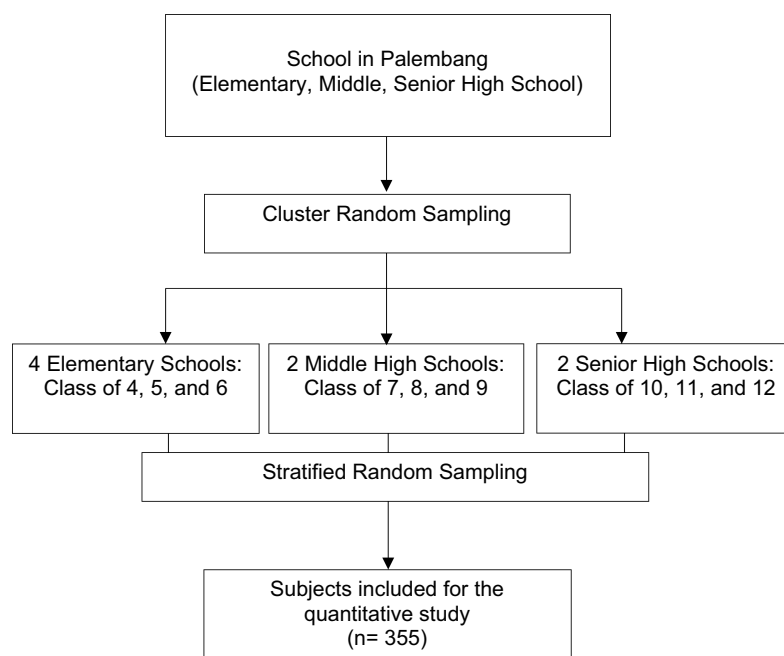 School in Palembang
(Elementary, Middle, Senior High School)
Cluster Random Sampling
4 Elementary Schools:
Class of 4, 5, and 6
2 Middle High Schools:
Class of 7, 8, and 9
2 Senior High Schools:
Class of 10, 11, and 12
Stratified Random Sampling
Subjects included for the
quantitative study
(n= 355)